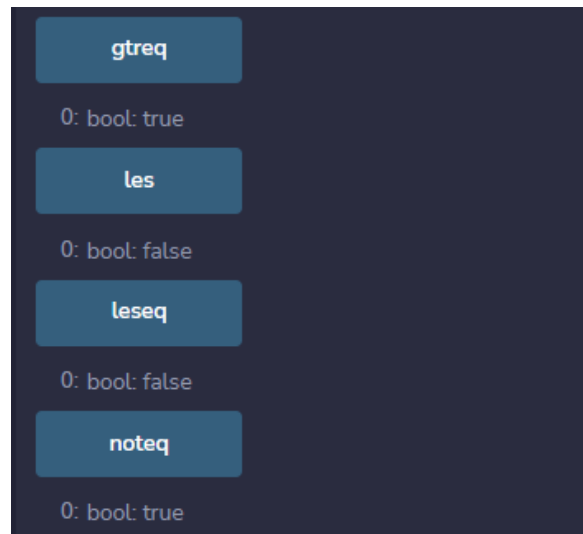 gtreq
0: bool: true
les
0: bool: false
leseq
0: bool: false
noteq
0: bool: true